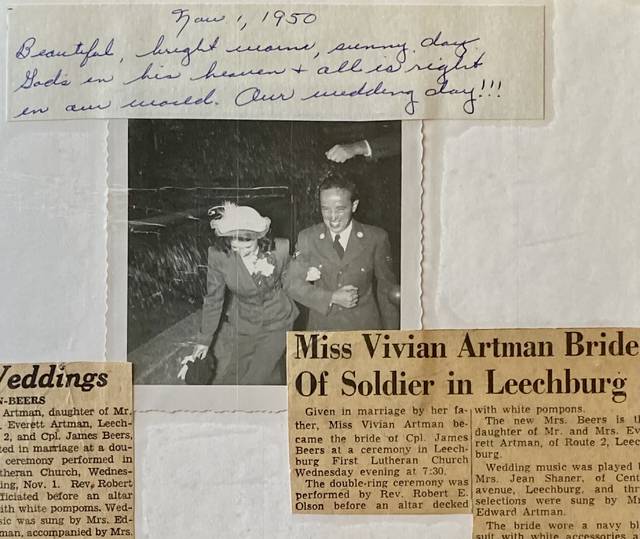 Nov 1, 1950
Beautiful, bright warm, sunny day,
God's in his heaven + all is right
in our world. Our wedding day!!!
Weddings
N-BEERS
Artman, daughter of Mr.
. Everett Artman, Leech-
2, and Cpl. James Beers,
ted in marriage at a dou-
ceremony performed in
theran Church, Wednes-
ing, Nov. 1. Rev. Robert
fficiated before an altar
ith white pompoms. Wed-
sic was sung by Mrs. Ed-
man, accompanied by Mrs.
Miss Vivian Artman Bride
Of Soldier in Leechburg
Given in marriage by her fa-
ther, Miss Vivian Artman be-
came the bride of Cpl. James
Beers at a ceremony in Leech-
burg First Lutheran Church
Wednesday evening at 7:30.
The double-ring ceremony was
performed by Rev. Robert E.
Olson before an altar decked
with white pompons.
The new Mrs. Beers is th
daughter of Mr. and Mrs. Ev
rett Artman, of Route 2, Leec
burg.
Wedding music was played
Mrs. Jean Shaner, of Cent
avenue, Leechburg, and thr
selections were sung by M
Edward Artman.
The bride wore a navy bl
suit with white accessories a